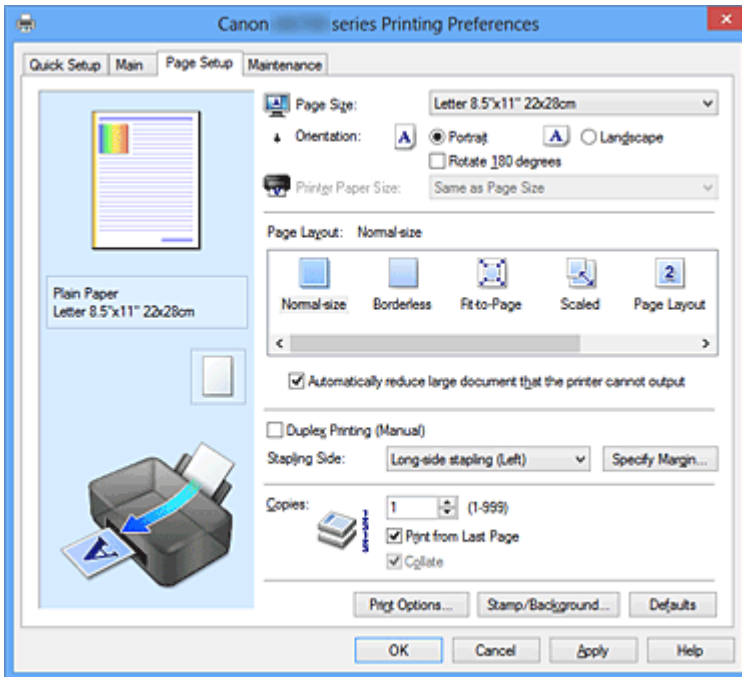 Canon series Printing Preferences
Quick Setup Main Page Setup Maintenance
Page Size: Letter 8.5"x11" 22x28cm
Orientation: A Portrait A Landscape
Rotate 180 degrees
Printer Paper Size: Same as Page Size
Page Layout: Normal-size
2
Normal-size Borderless Fit-to-Page Scaled Page Layout
Plain Paper
Letter 8.5"x11" 22x28cm
Automatically reduce large document that the printer cannot output
Duplex Printing (Manual)
Stapling Side: Long-side stapling (Left) Specify Margin...
Copies: 1 (1-999)
Print from Last Page
Collate
A
Print Options... Stamp/Background... Defaults
OK Cancel Apply Help